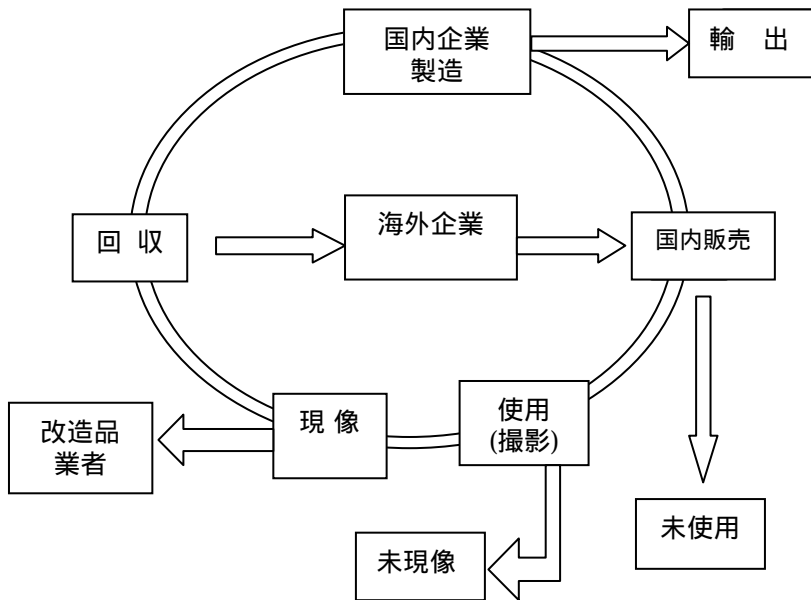 国内企業
製造
輸　出
回 収
海外企業
国内販売
改造品
業者
現 像
使用
(撮影)
未現像
未使用